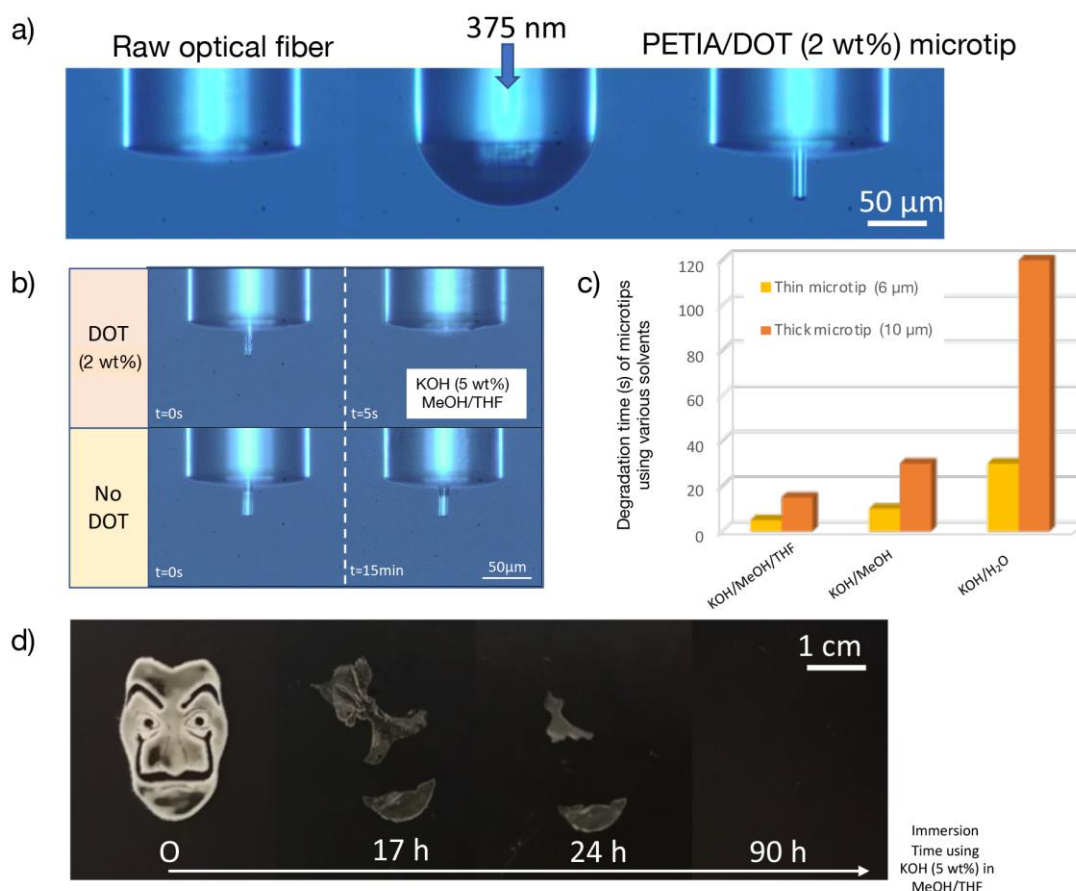 a)
Raw optical fiber
375 nm
PETIA/DOT (2 wt%) microtip
50 µm
b)
DOT
(2 wt%)
t=0s
t=5s
KOH (5 wt%)
MeOH/THF
No
DOT
t=0s
t=15min
50µm
c)
Degradation time (s) of microtips
using various solvents
120
100
80
60
40
20
0
Thin microtip (6 µm)
Thick microtip (10 µm)
KOH/MeOH/THF
KOH/MeOH
KOH/H₂O
d)
1 cm
O
17 h
24 h
90 h
Immersion
Time using
KOH (5 wt%) in
MeOH/THF